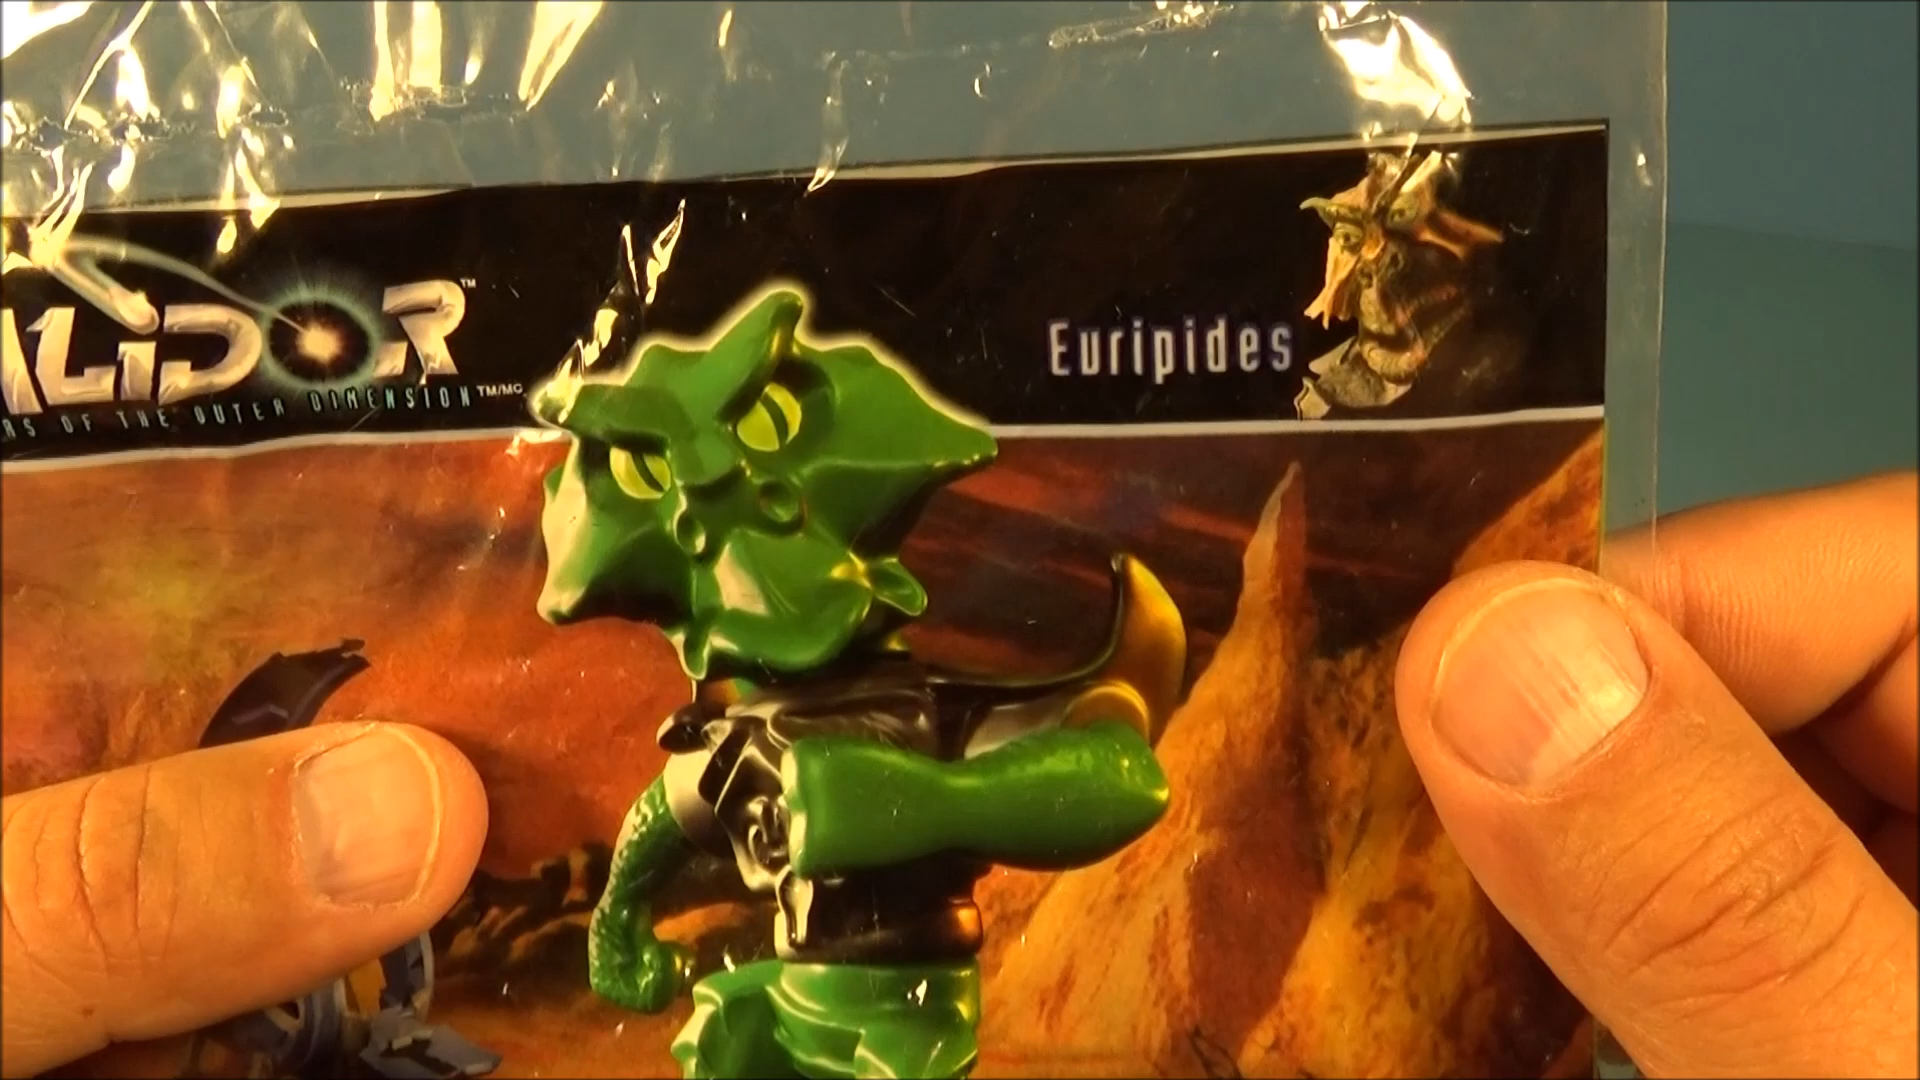 ALiDOR™
RS OF THE OUTER DIMENSION™/MC
Euripides